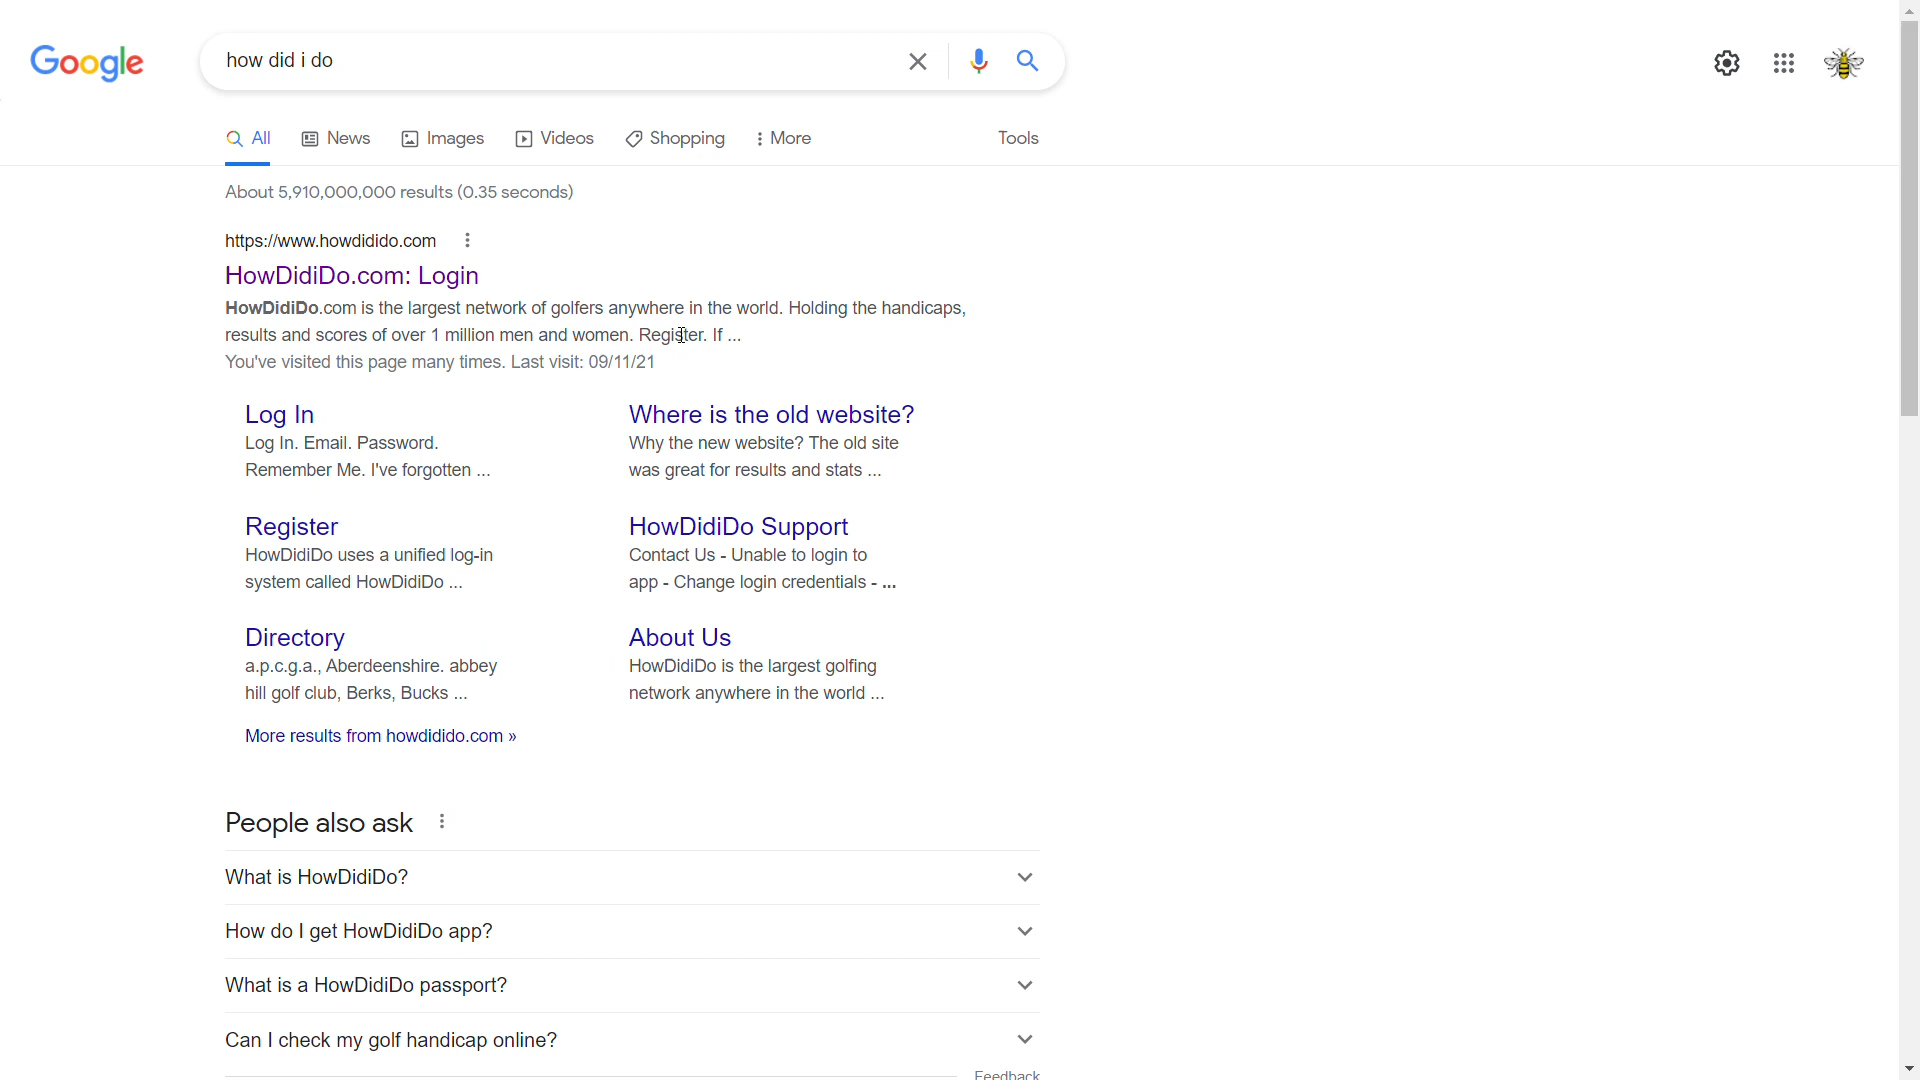 Google
how did i do
All
News
Images
Videos
Shopping
More
Tools
About 5,910,000,000 results (0.35 seconds)
https://www.howdidido.com
HowDidiDo.com: Login
HowDidiDo.com is the largest network of golfers anywhere in the world. Holding the handicaps,
results and scores of over 1 million men and women. Register. If ...
You've visited this page many times. Last visit: 09/11/21
Log In
Log In. Email. Password.
Remember Me. I've forgotten ...
Where is the old website?
Why the new website? The old site
was great for results and stats ...
Register
HowDidiDo uses a unified log-in
system called HowDidiDo ...
HowDidiDo Support
Contact Us - Unable to login to
app - Change login credentials - ...
Directory
a.p.c.g.a., Aberdeenshire. abbey
hill golf club, Berks, Bucks ...
About Us
HowDidiDo is the largest golfing
network anywhere in the world ...
More results from howdidido.com »
People also ask
What is HowDidiDo?
How do I get HowDidiDo app?
What is a HowDidiDo passport?
Can I check my golf handicap online?
Feedback